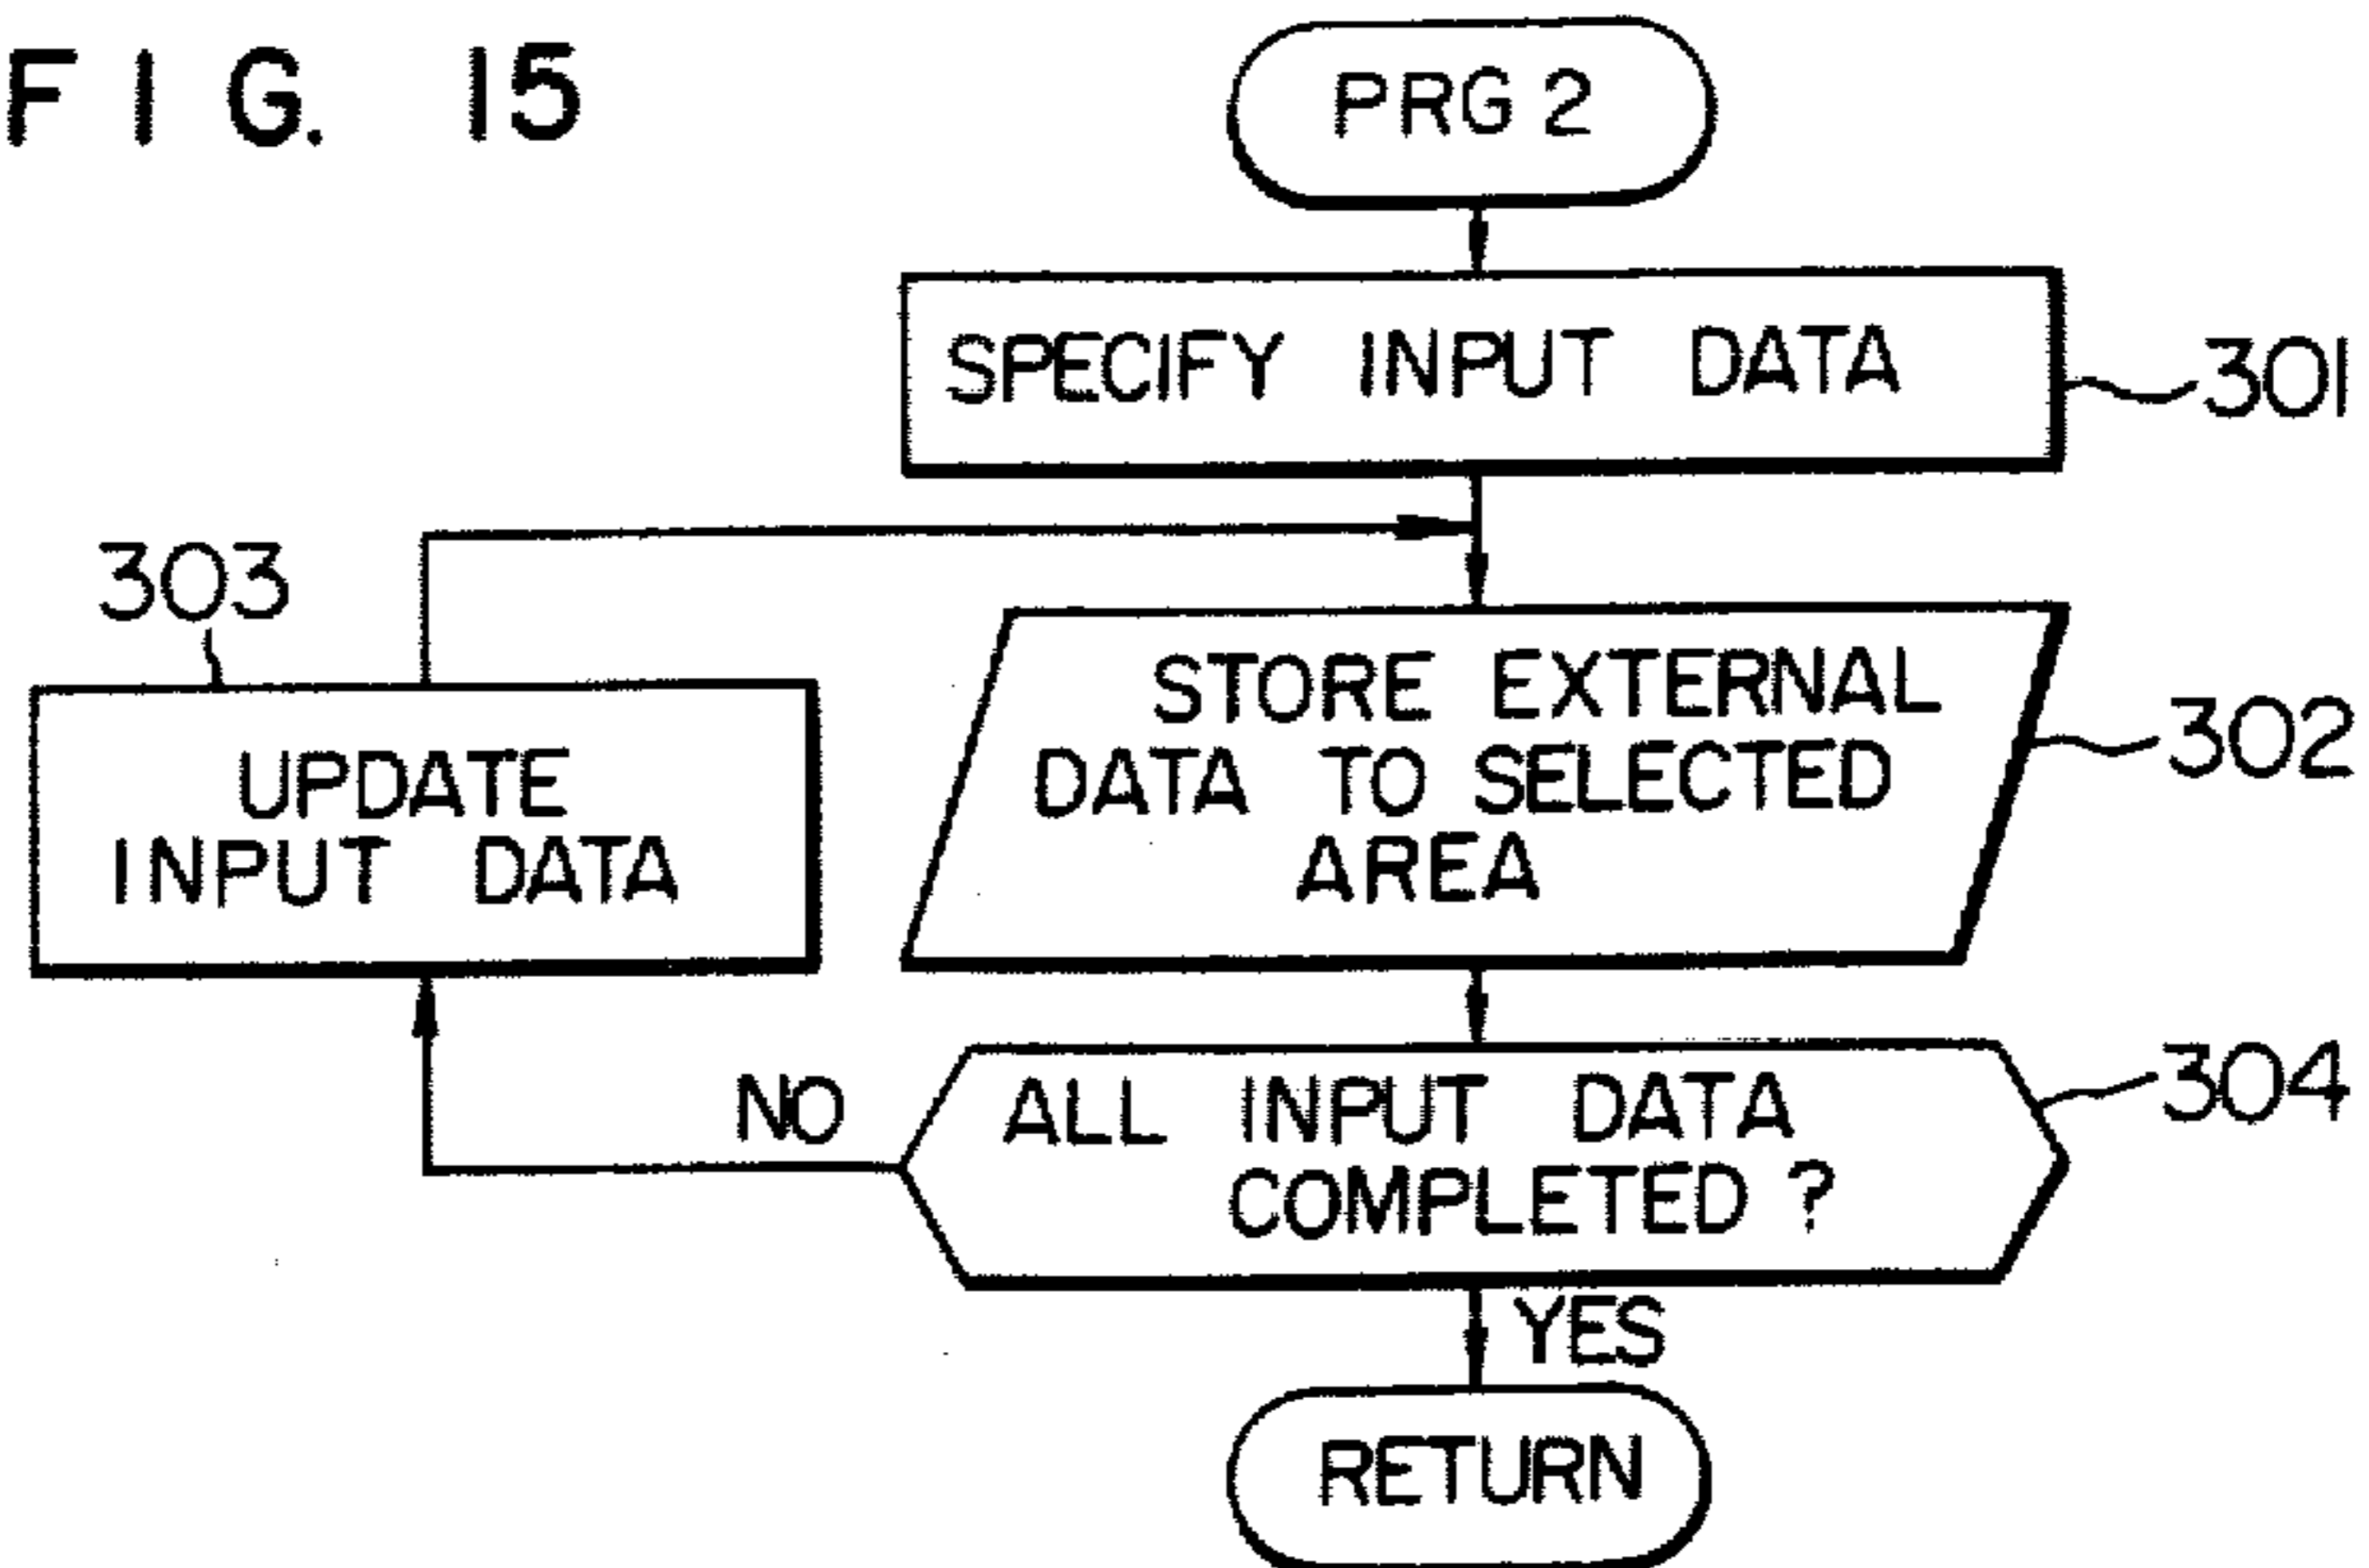 FIG. 15
PRG 2
SPECIFY INPUT DATA
301
303
STORE EXTERNAL
DATA TO SELECTED
AREA
302
UPDATE
INPUT DATA
NO
ALL INPUT DATA
COMPLETED ?
304
YES
RETURN